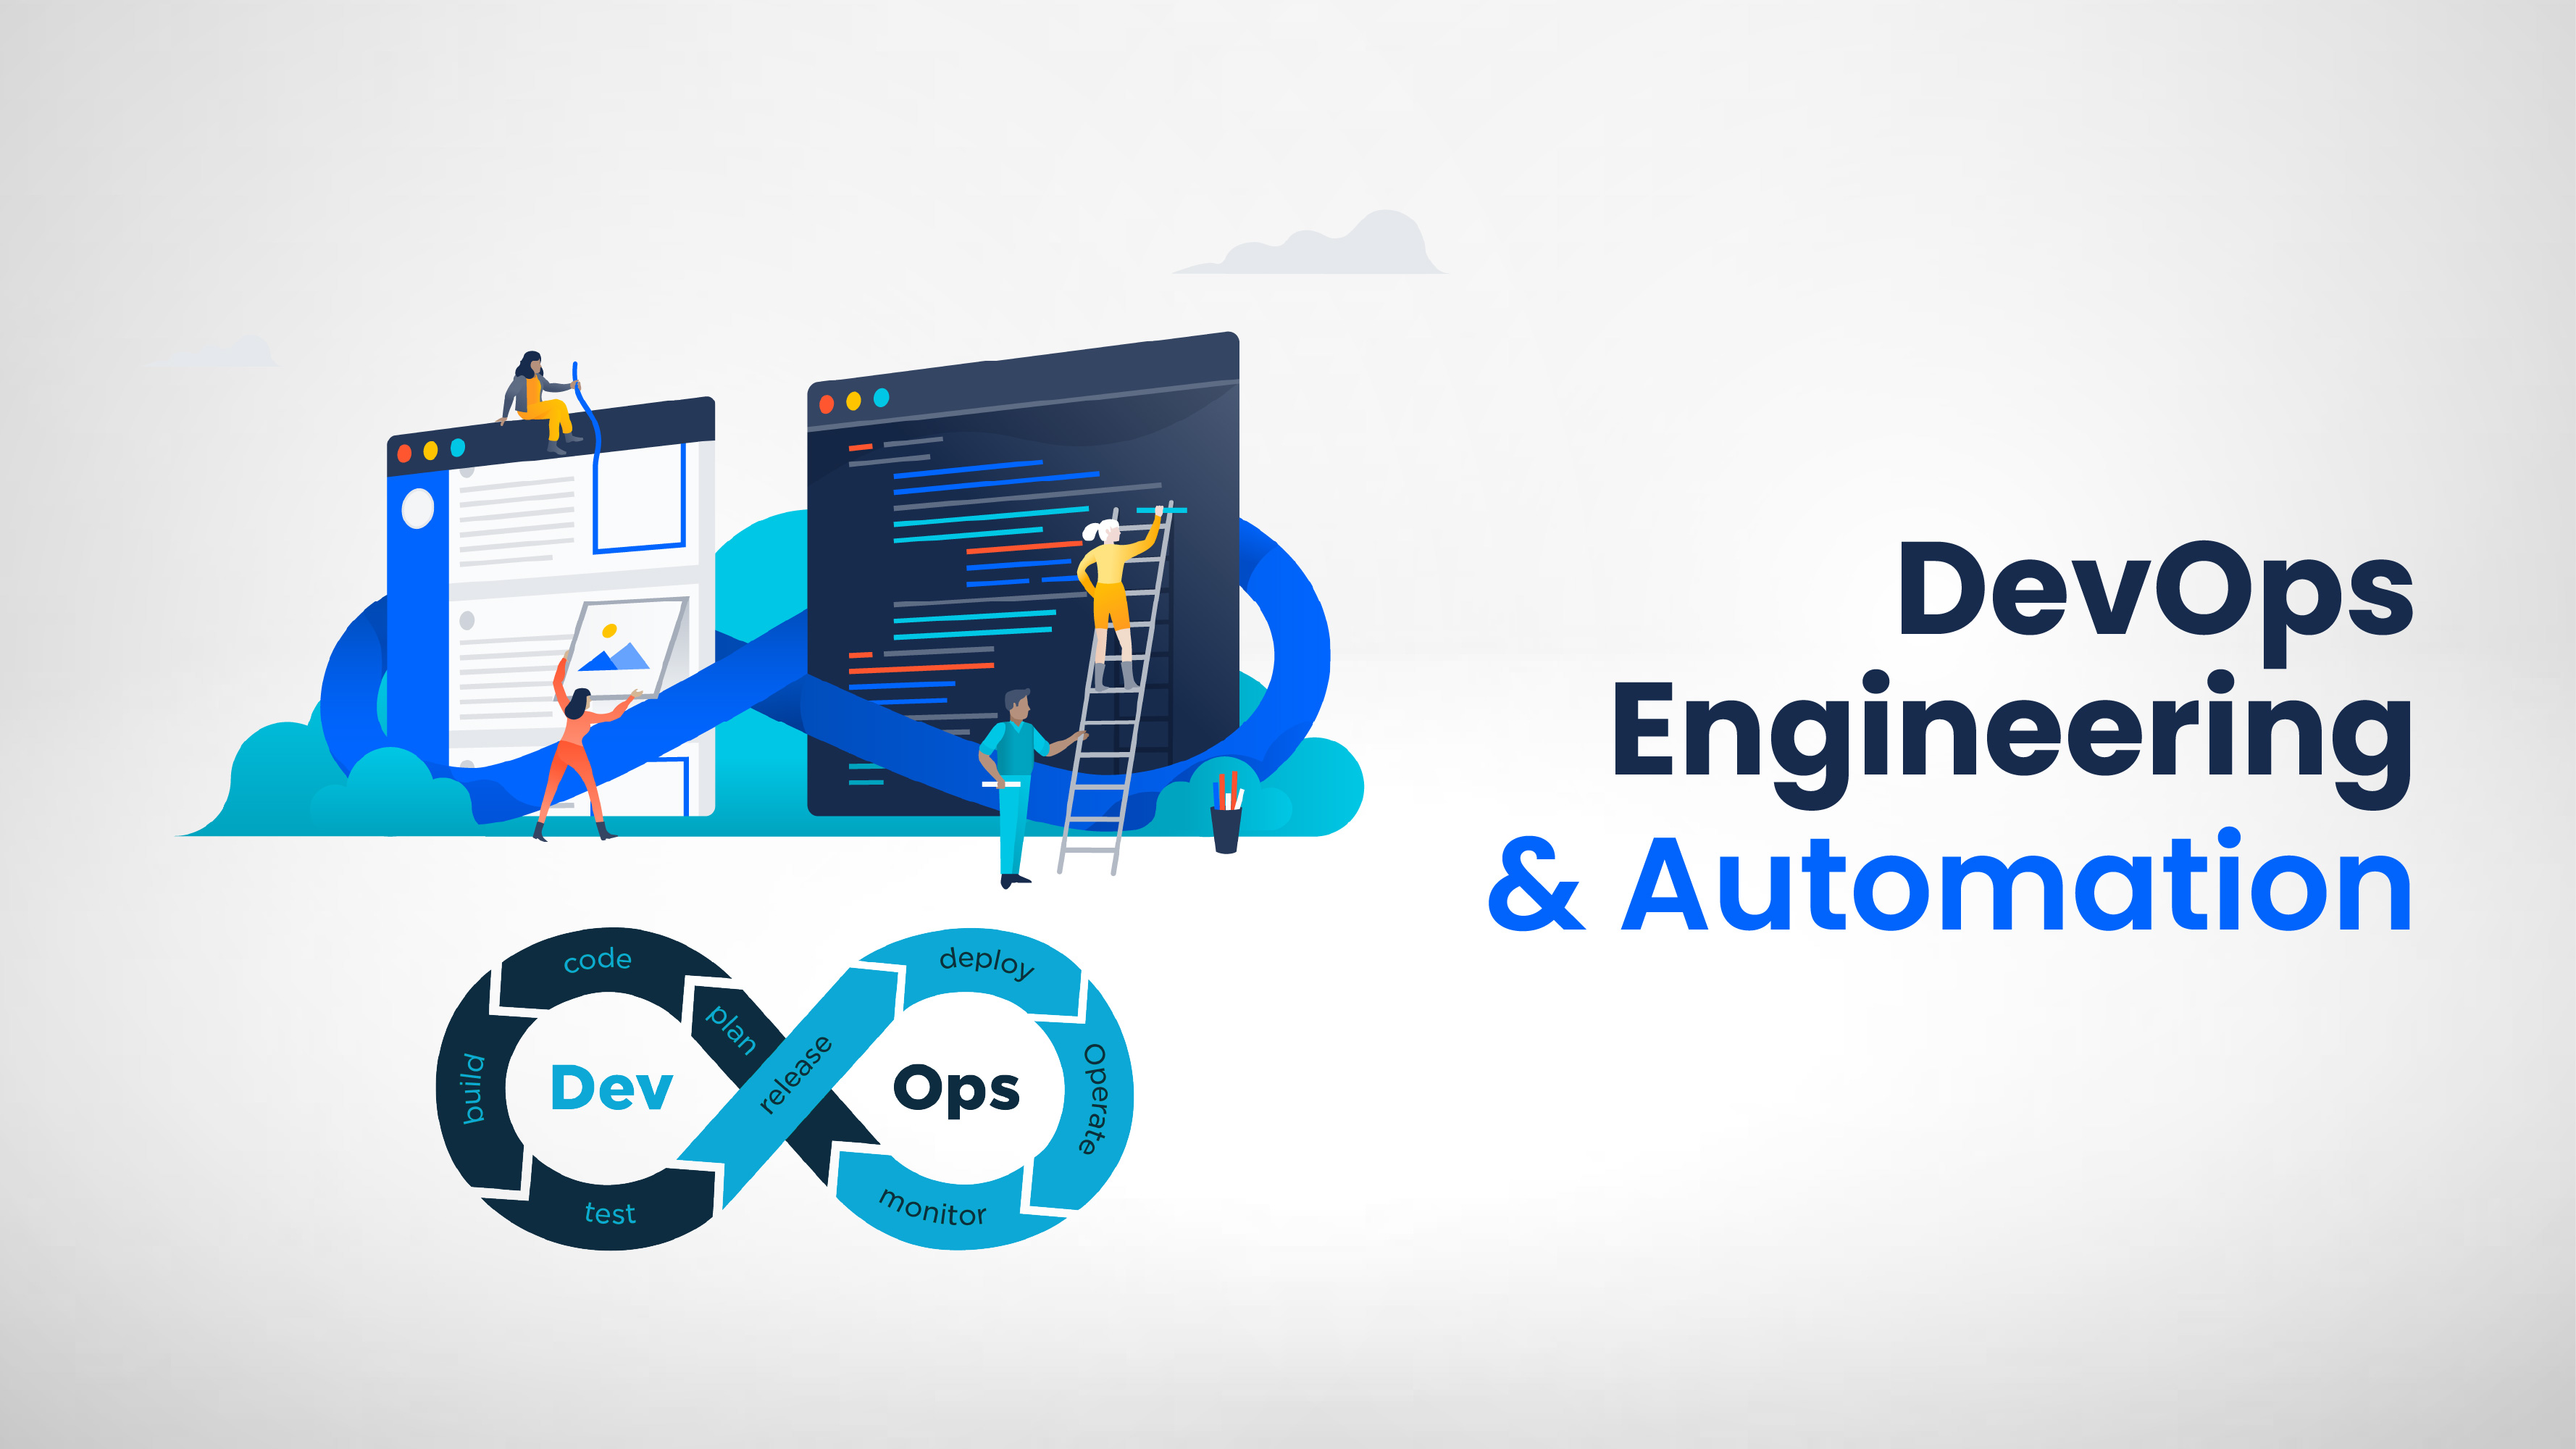 DevOps
Engineering
& Automation
code
plan
build
Dev
test
release
deploy
Ops
Operate
monitor